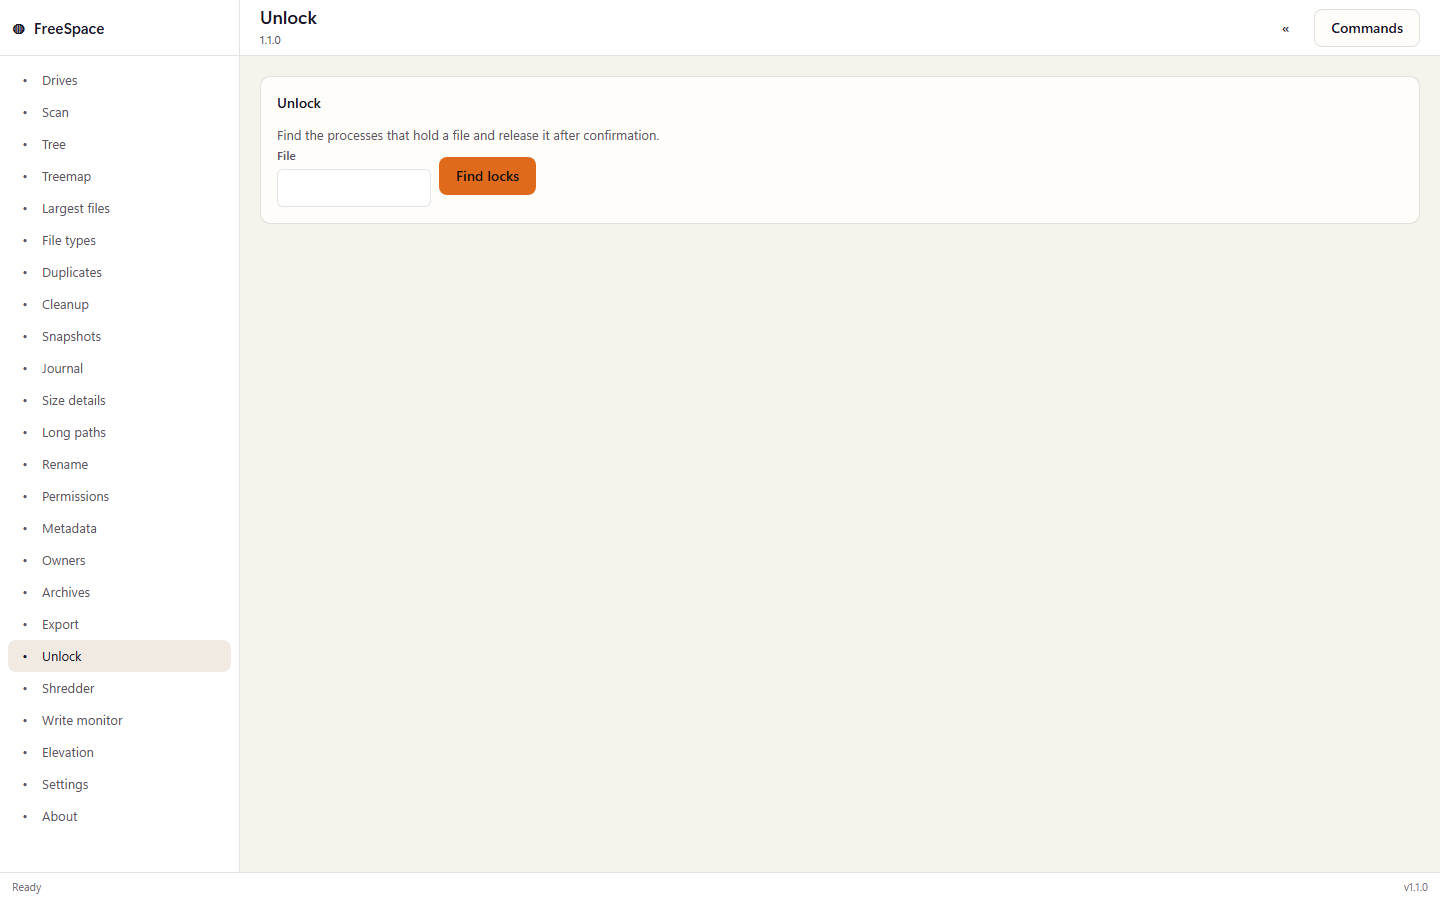 FreeSpace
Drives
Scan
Tree
Treemap
Largest files
File types
Duplicates
Cleanup
Snapshots
Journal
Size details
Long paths
Rename
Permissions
Metadata
Owners
Archives
Export
Unlock
Shredder
Write monitor
Elevation
Settings
About
Unlock
1.1.0
«
Commands
Unlock
Find the processes that hold a file and release it after confirmation.
File
Find locks
Ready
v1.1.0